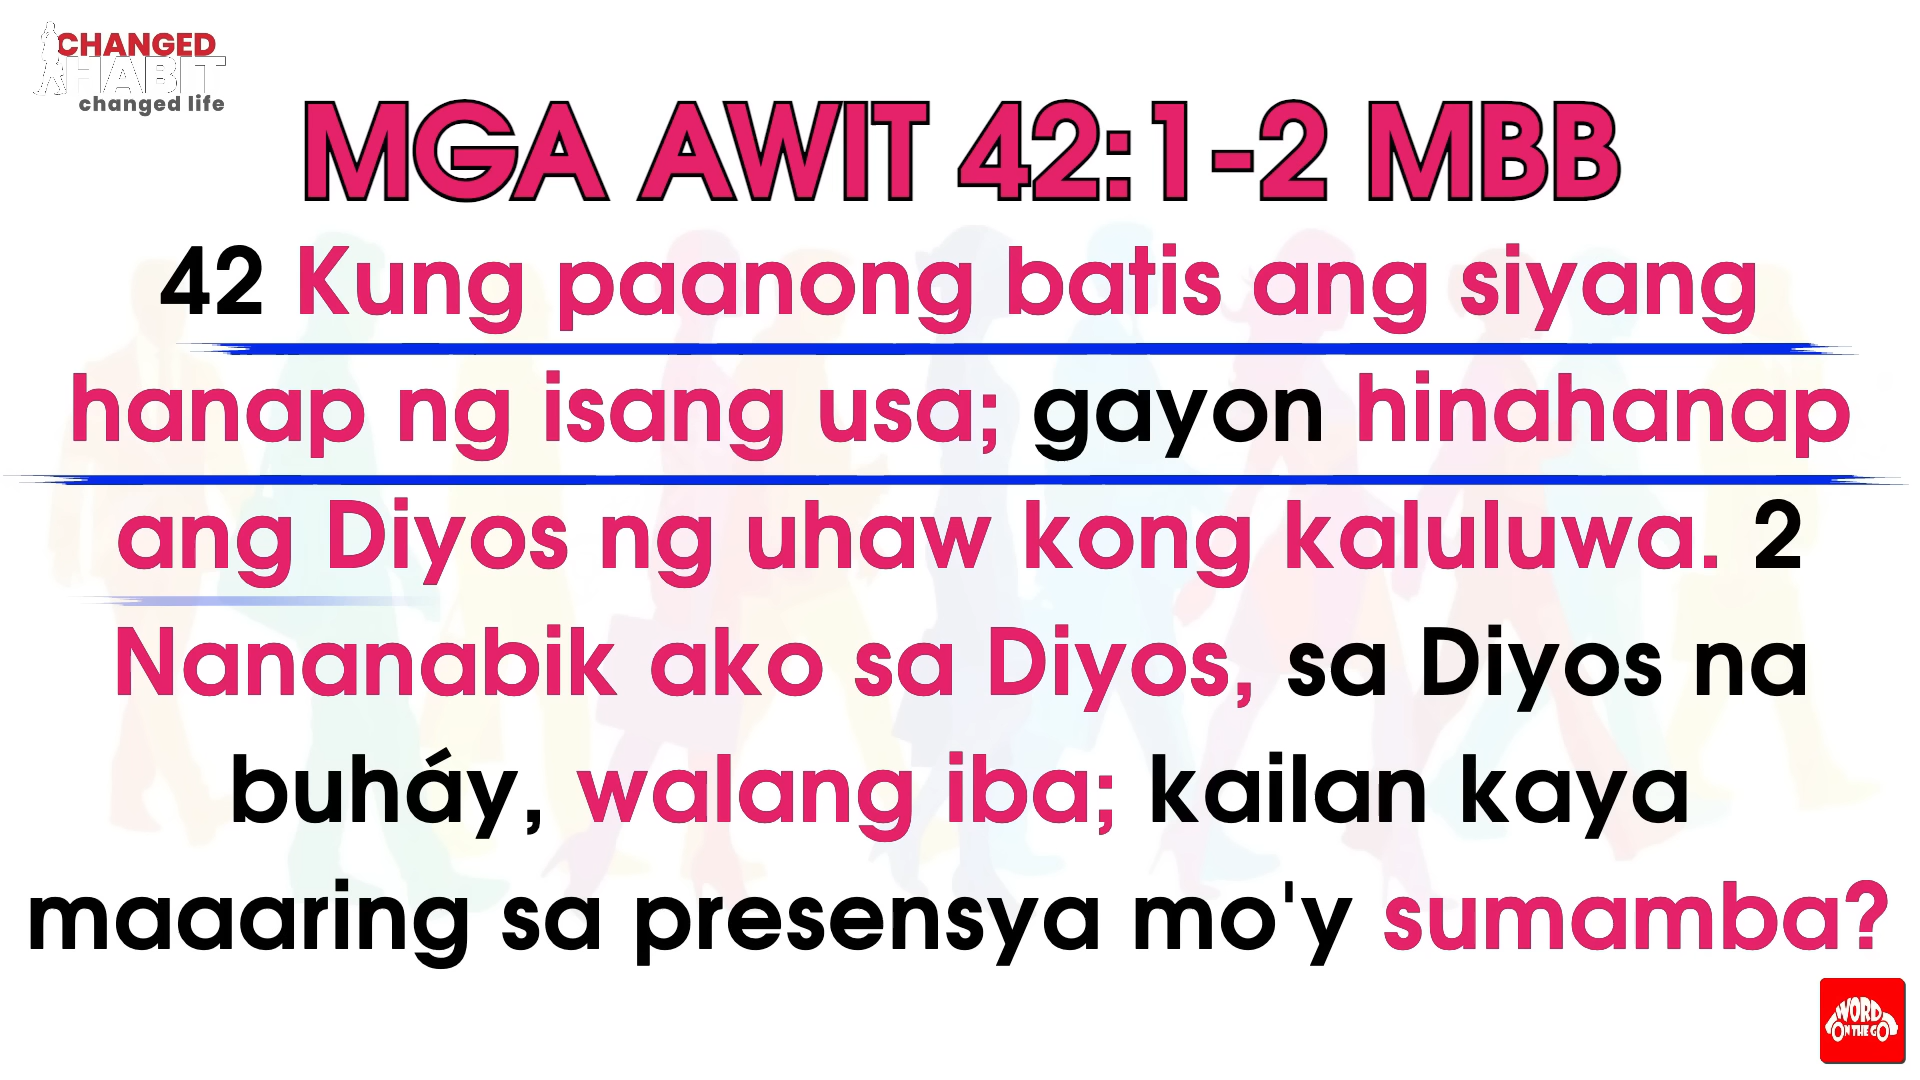 CHANGED
HABIT
changed life
MGA AWIT 42:1-2 MBB
42 Kung paanong batis ang siyang
hanap ng isang usa; gayon hinahanap
ang Diyos ng uhaw kong kaluluwa. 2
Nananabik ako sa Diyos, sa Diyos na
buháy, walang iba; kailan kaya
maaaring sa presensya mo'y sumamba?
WORD
ON THE GO